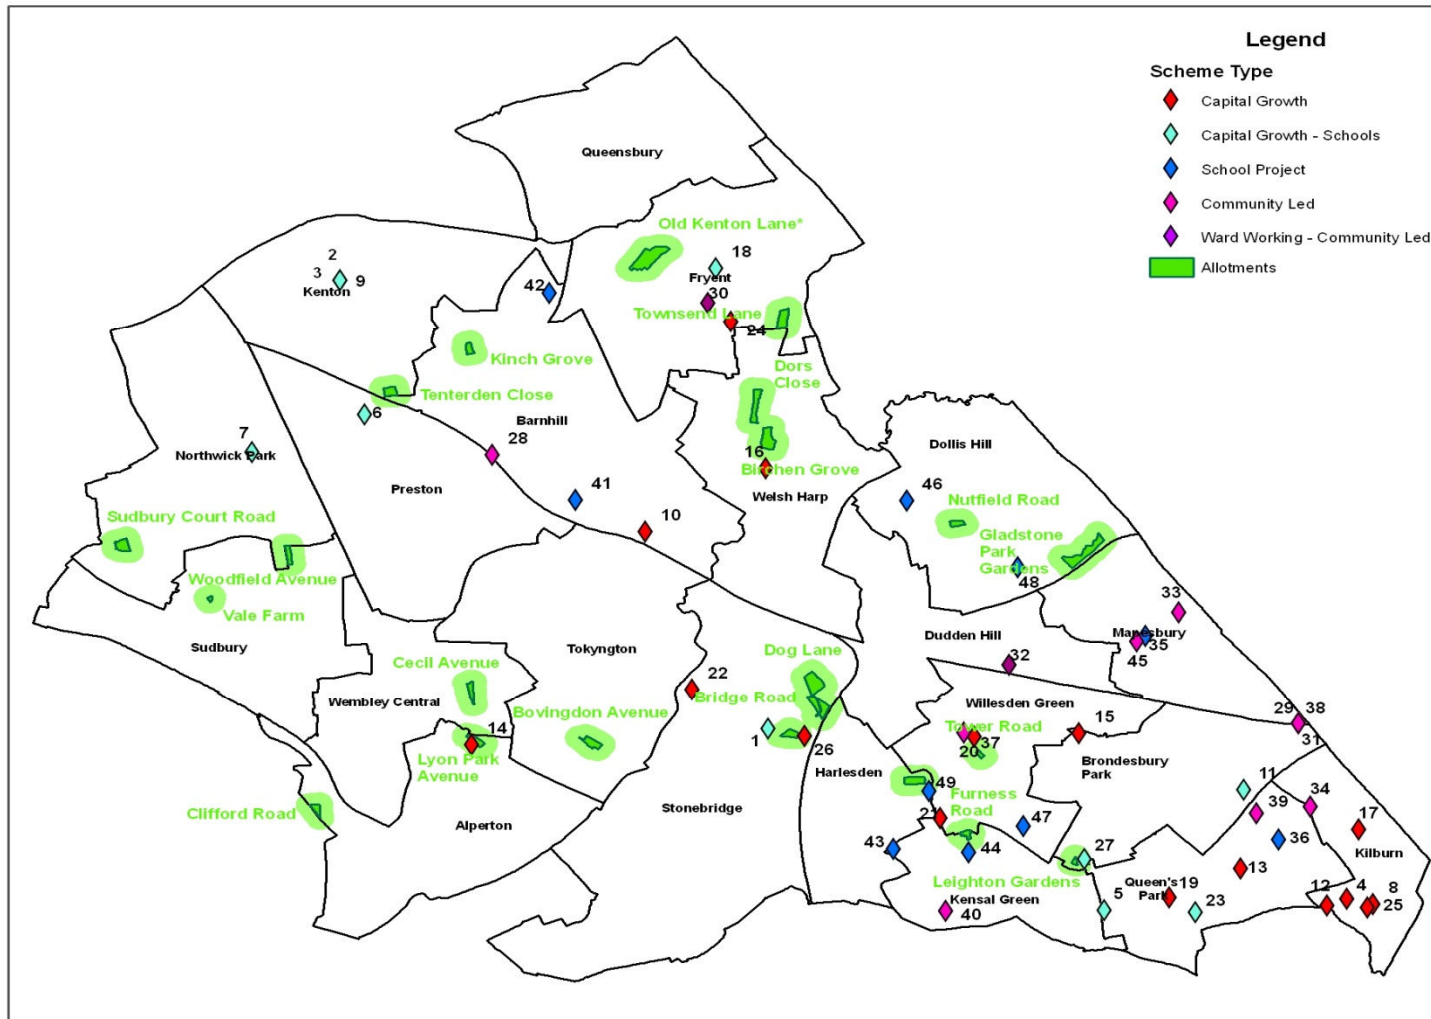 Legend
Scheme Type
Capital Growth
Capital Growth - Schools
School Project
Community Led
Ward Working - Community Led
Allotments
Queensbury
Old Kenton Lane*
2
18
3
9
Kenton
Fryent
42
30
Townsend Lane
24
Kinch Grove
Dors
Close
Tenterden Close
6
Barnhill
7
28
16
Dollis Hill
Northwick Park
Birchen Grove
Preston
41
46
Nutfield Road
Welsh Harp
Sudbury Court Road
10
Gladstone
Park
Gardens
Woodfield Avenue
48
Vale Farm
33
Sudbury
Tokyngton
Dudden Hill
Mapesbury
35
45
32
Cecil Avenue
Dog Lane
22
Bridge Road
Wembley Central
Willesden Green
29
38
31
Bovingdon Avenue
14
Tower Road
15
1
26
37
20
Lyon Park
Avenue
Harlesden
Brondesbury
Park
11
Clifford Road
Stonebridge
49
Furness
Road
34
39
Alperton
21
47
17
36
43
44
27
Kilburn
Leighton Gardens
13
Queen's
Park
19
Kensal Green
40
5
23
12
4
8
25